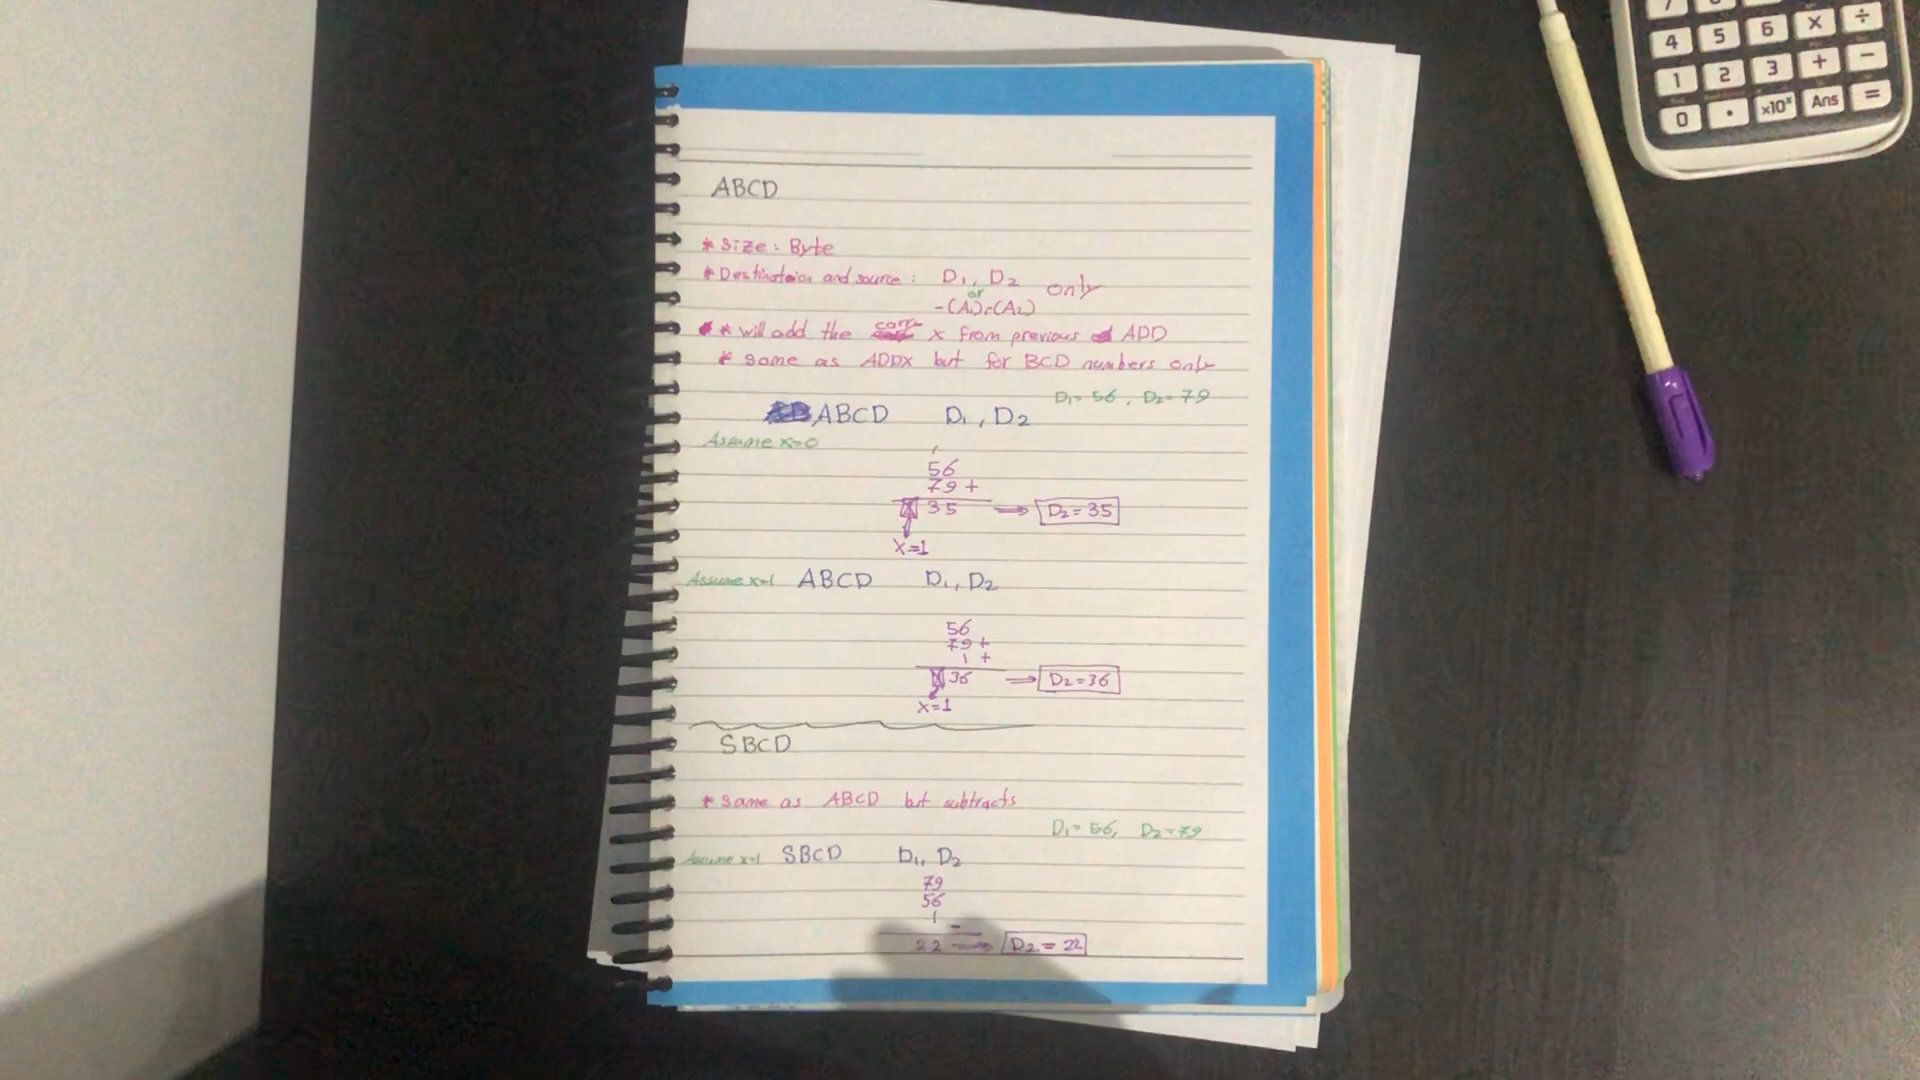 ABCD
* Size: Byte
* Destinataion and source: D1, D2 only
or
-(A1),-(A2)
* will add the carry x from previous ADD
* same as ADDX but for BCD numbers only
D1= 56, D2= 79
ABCD D1, D2
Assume x=0
1
56
79 +
1 35 ⟹ D2 = 35
x=1
Assume x=1 ABCD D1, D2
56
79 +
1 +
1 36 ⟹ D2 = 36
x=1
SBCD
* Same as ABCD but subtracts
D1= 56, D2=79
Assume x=1 SBCD D1, D2
79
56
1
-
22 ⟹ D2 = 22
4 5 6 × ÷
1 2 3 + −
0 • ×10ˣ Ans =